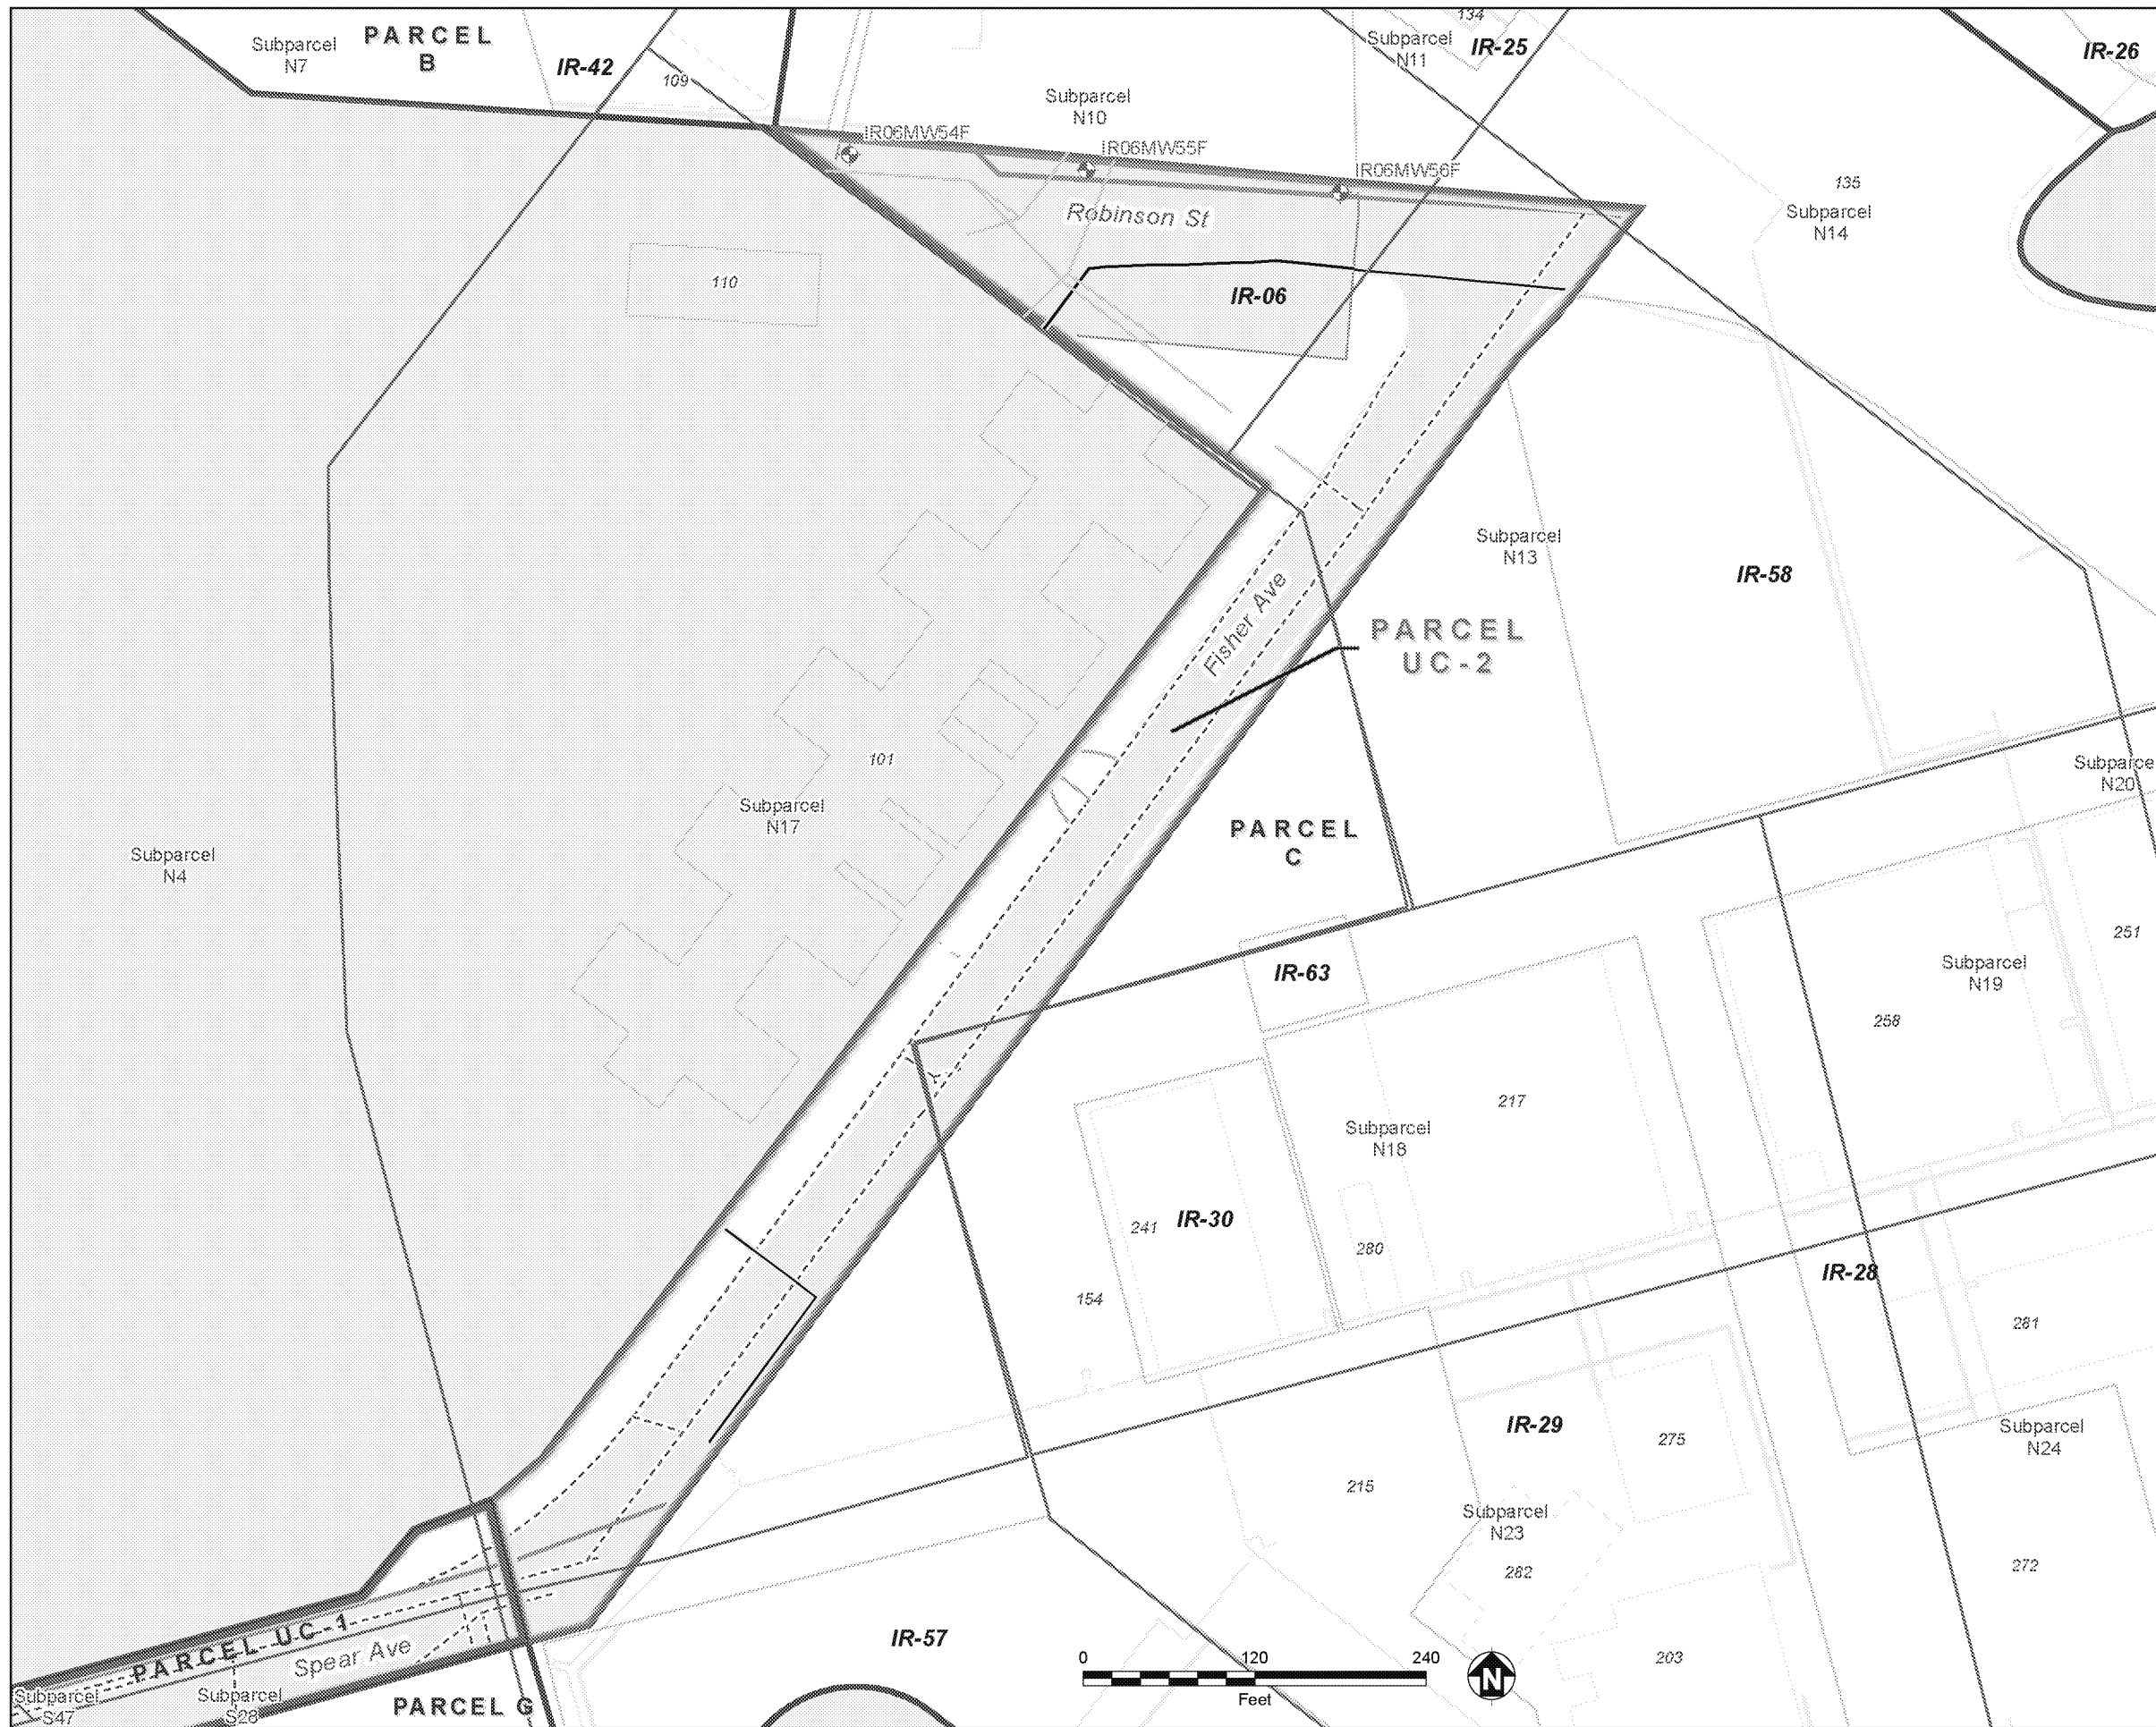 Subparcel
N7
PARCEL
B
IR-42
109
134
Subparcel
N11
IR-25
IR-26
Subparcel
N10
IR06MW54F
IR06MW55F
IR06MW56F
135
Subparcel
N14
Robinson St
110
IR-06
Subparcel
N13
IR-58
Fisher Ave
PARCEL
UC-2
101
Subparcel
N17
Subparcel
N4
PARCEL
C
Subparce
N20
IR-63
251
Subparcel
N19
258
217
Subparcel
N18
241
IR-30
280
154
IR-28
281
IR-29
275
Subparcel
N24
215
Subparcel
N23
282
272
PARCEL UC-1
Spear Ave
IR-57
203
Subparcel
S47
Subparcel
S28
PARCEL G
0 120 240
Feet
N